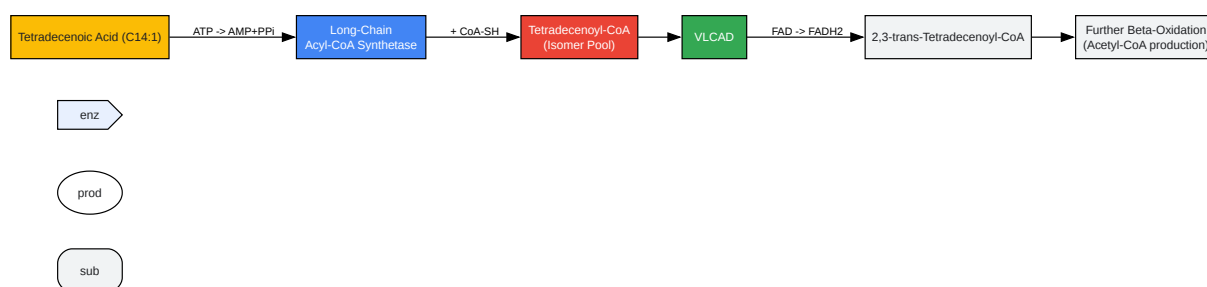 Tetradecenoic Acid (C14:1)
ATP -> AMP+PPi
Long-Chain
Acyl-CoA Synthetase
+ CoA-SH
Tetradecenoyl-CoA
(Isomer Pool)
VLCAD
FAD -> FADH2
2,3-trans-Tetradecenoyl-CoA
Further Beta-Oxidation
(Acetyl-CoA production)
enz
prod
sub